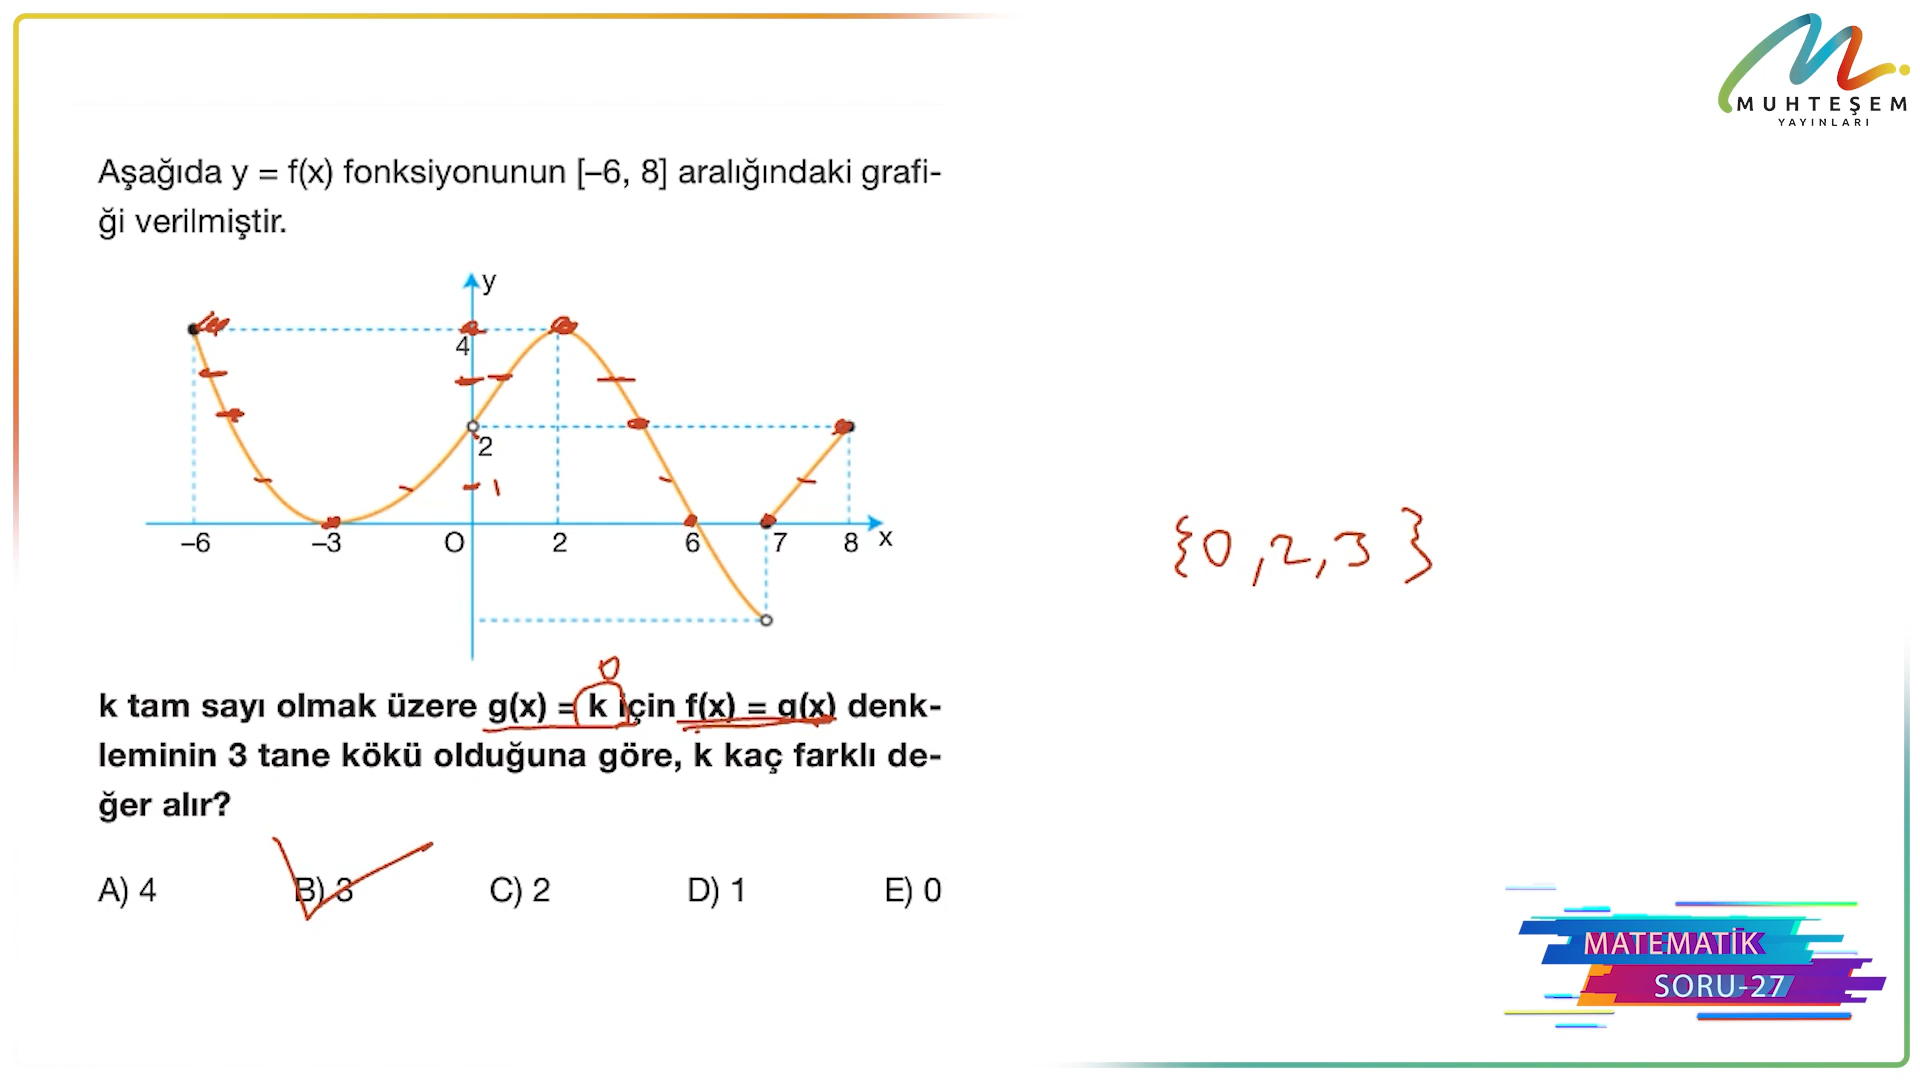 MUHTEŞEM
YAYINLARI
Aşağıda y = f(x) fonksiyonunun [–6, 8] aralığındaki grafi-
ği verilmiştir.
y
4
2
1
–6 –3 O 2 6 7 8 x
{0, 2, 3}
0
k tam sayı olmak üzere g(x) = k için f(x) = g(x) denk-
leminin 3 tane kökü olduğuna göre, k kaç farklı de-
ğer alır?
A) 4 B) 3 C) 2 D) 1 E) 0
MATEMATİK
SORU-27